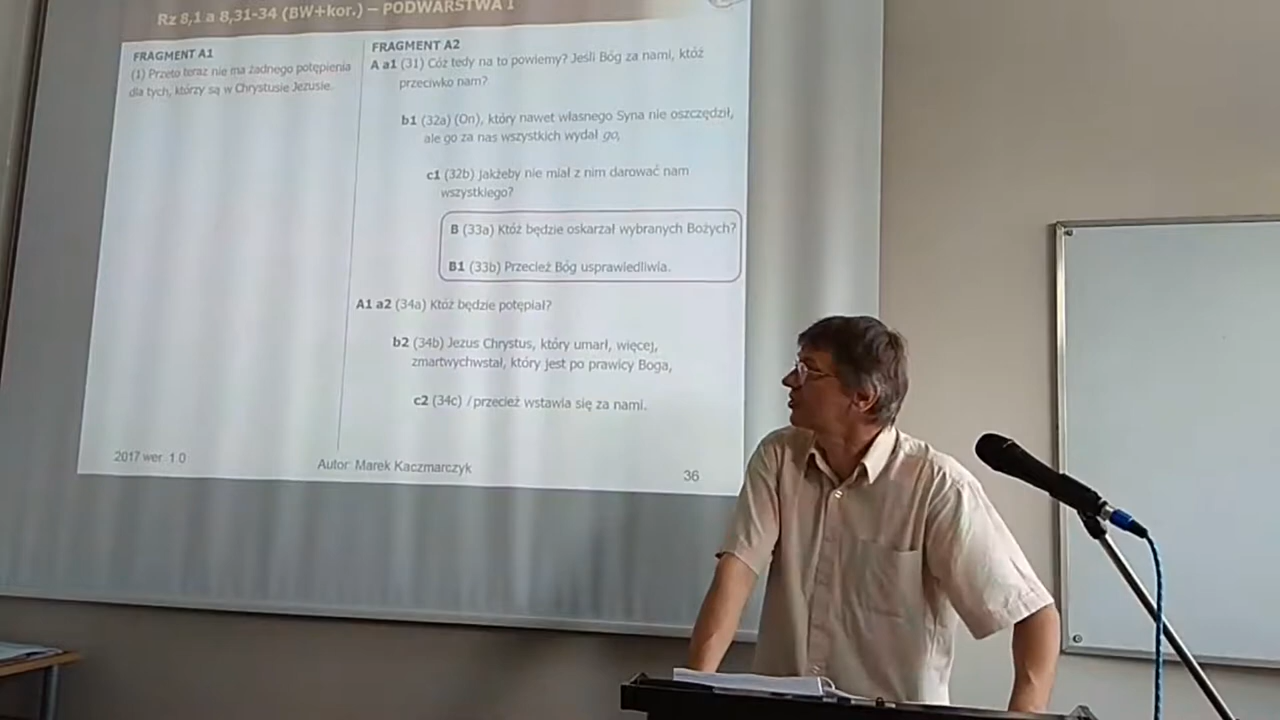 Rz 8,1 a 8,31-34 (BW+kor.) – PODWARSTWA I
FRAGMENT A1
(1) Przeto teraz nie ma żadnego potępienia
dla tych, którzy są w Chrystusie Jezusie.
FRAGMENT A2
A a1 (31) Cóż tedy na to powiemy? Jeśli Bóg za nami, któż
przeciwko nam?
b1 (32a) (On), który nawet własnego Syna nie oszczędził,
ale go za nas wszystkich wydał go,
c1 (32b) Jakżeby nie miał z nim darować nam
wszystkiego?
B (33a) Któż będzie oskarżał wybranych Bożych?
B1 (33b) Przecież Bóg usprawiedliwia.
A1 a2 (34a) Któż będzie potępiał?
b2 (34b) Jezus Chrystus, który umarł, więcej,
zmartwychwstał, który jest po prawicy Boga,
c2 (34c) /przecież wstawia się za nami.
2017 wer. 1.0
Autor: Marek Kaczmarczyk
36